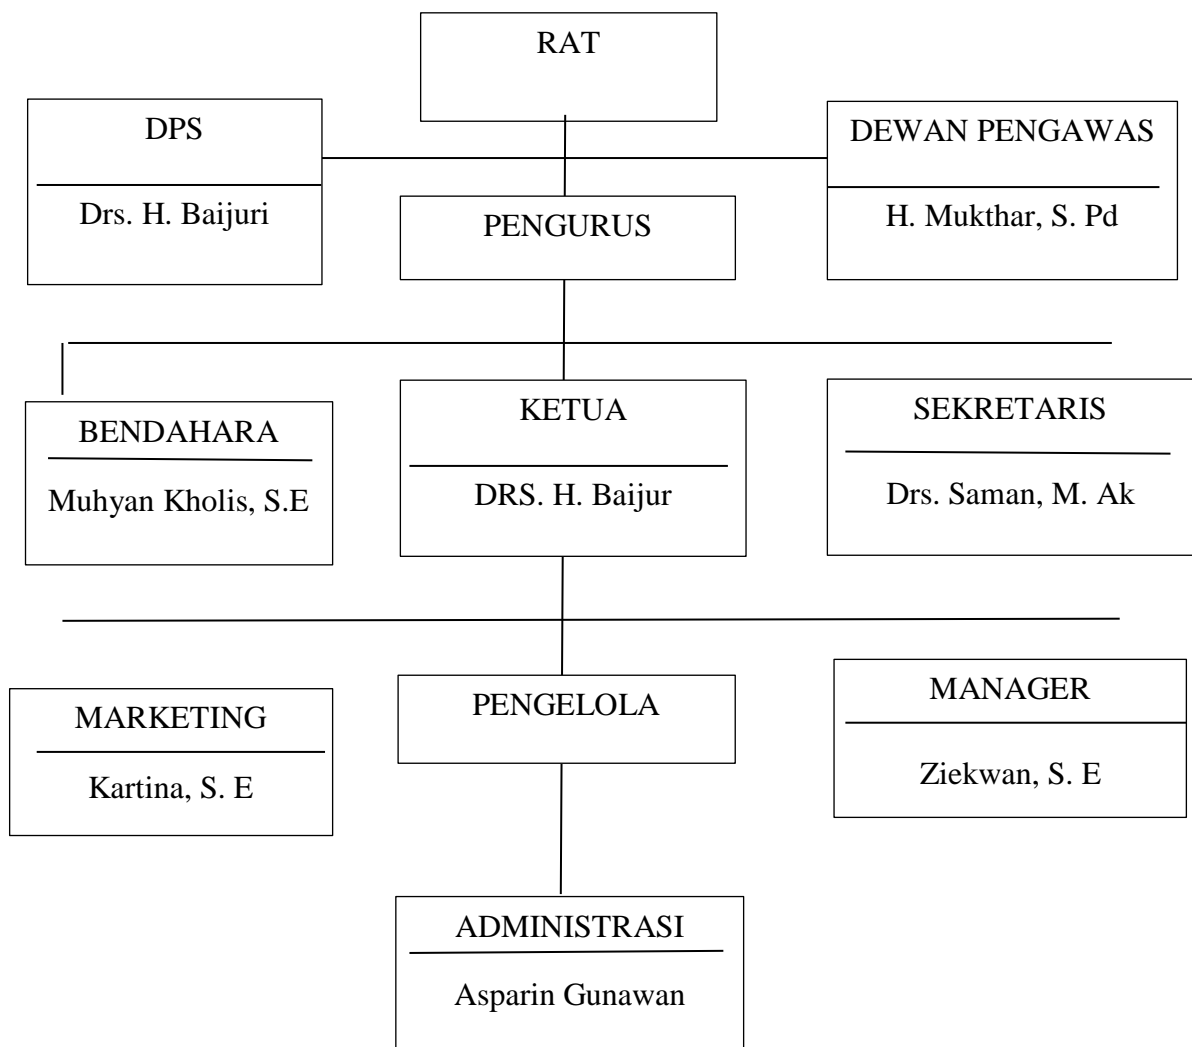 RAT
DPS
Drs. H. Baijuri
DEWAN PENGAWAS
H. Mukthar, S. Pd
PENGURUS
BENDAHARA
Muhyan Kholis, S.E
KETUA
DRS. H. Baijur
SEKRETARIS
Drs. Saman, M. Ak
MARKETING
Kartina, S. E
PENGELOLA
MANAGER
Ziekwan, S. E
ADMINISTRASI
Asparin Gunawan